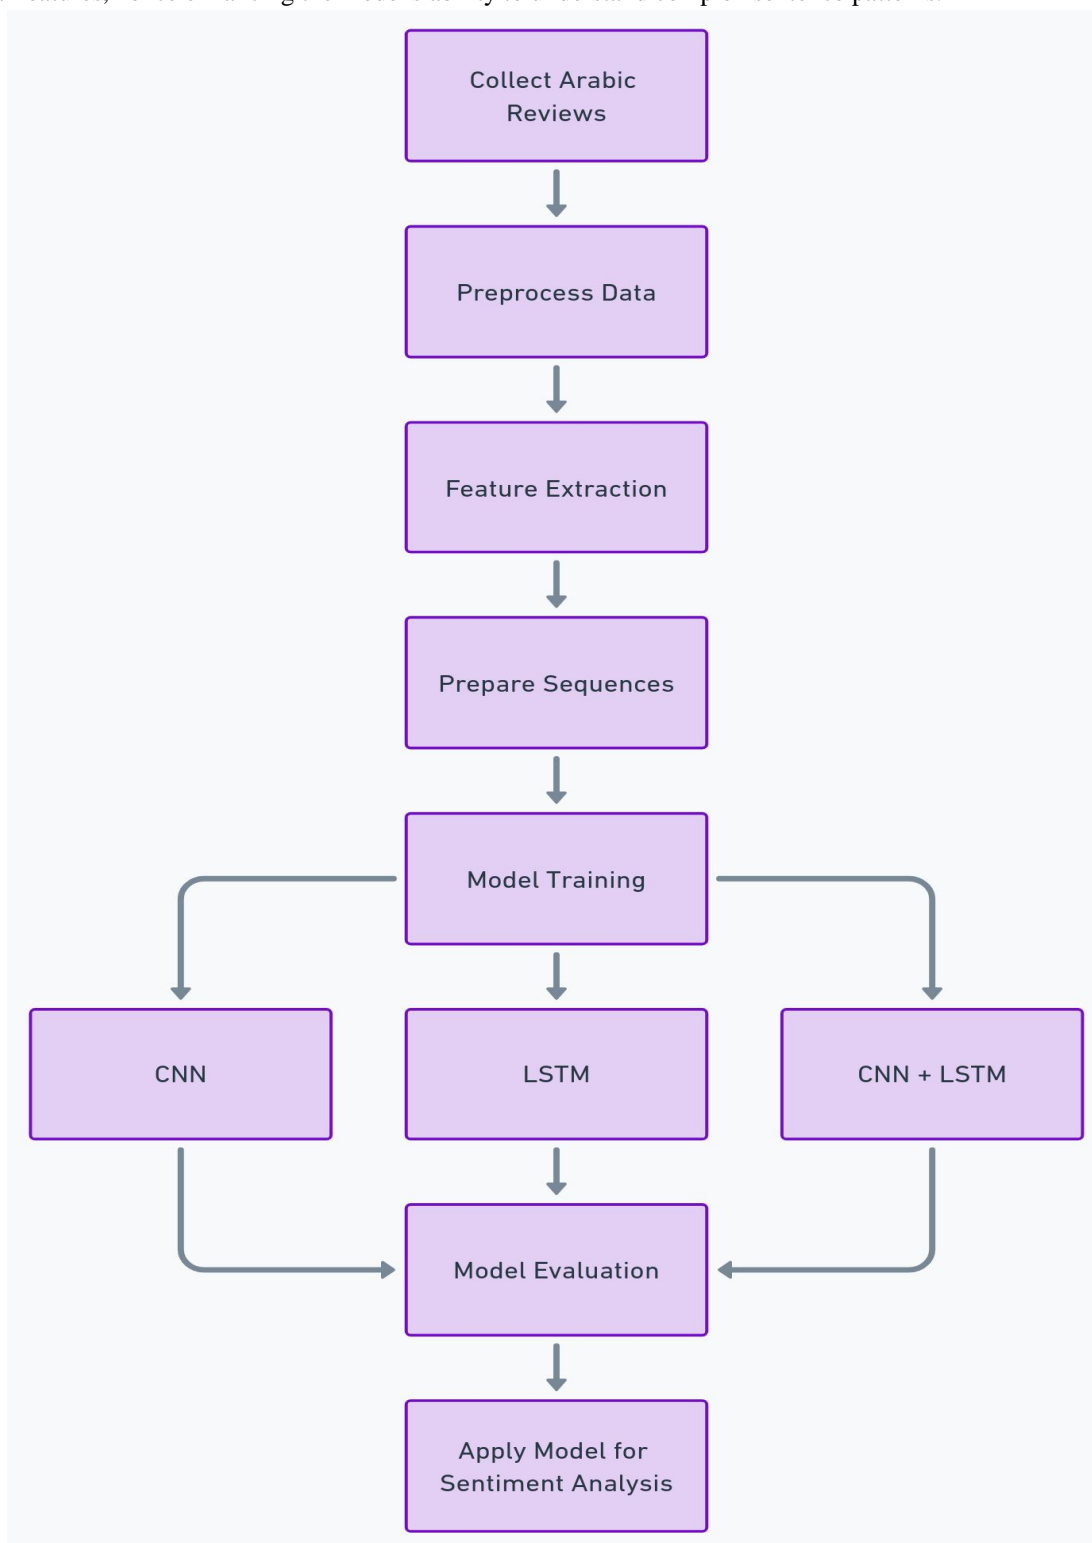 Collect Arabic
Reviews
Preprocess Data
Feature Extraction
Prepare Sequences
Model Training
CNN
LSTM
CNN + LSTM
Model Evaluation
Apply Model for
Sentiment Analysis